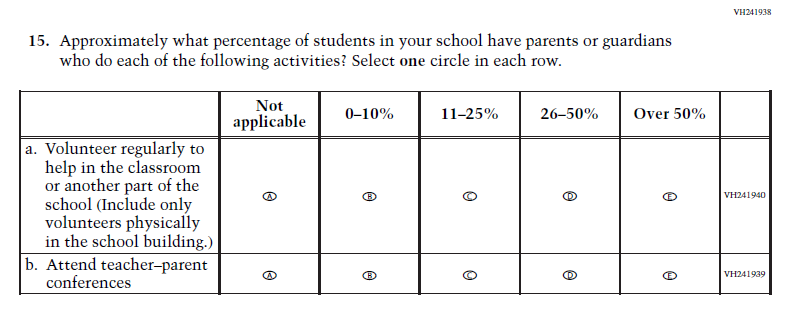 VH241938
15. Approximately what percentage of students in your school have parents or guardians
who do each of the following activities? Select one circle in each row.
Not
applicable
0–10%
11–25%
26–50%
Over 50%
a. Volunteer regularly to
help in the classroom
or another part of the
school (Include only
volunteers physically
in the school building.)
A B C D E VH241940
b. Attend teacher–parent
conferences
A B C D E VH241939